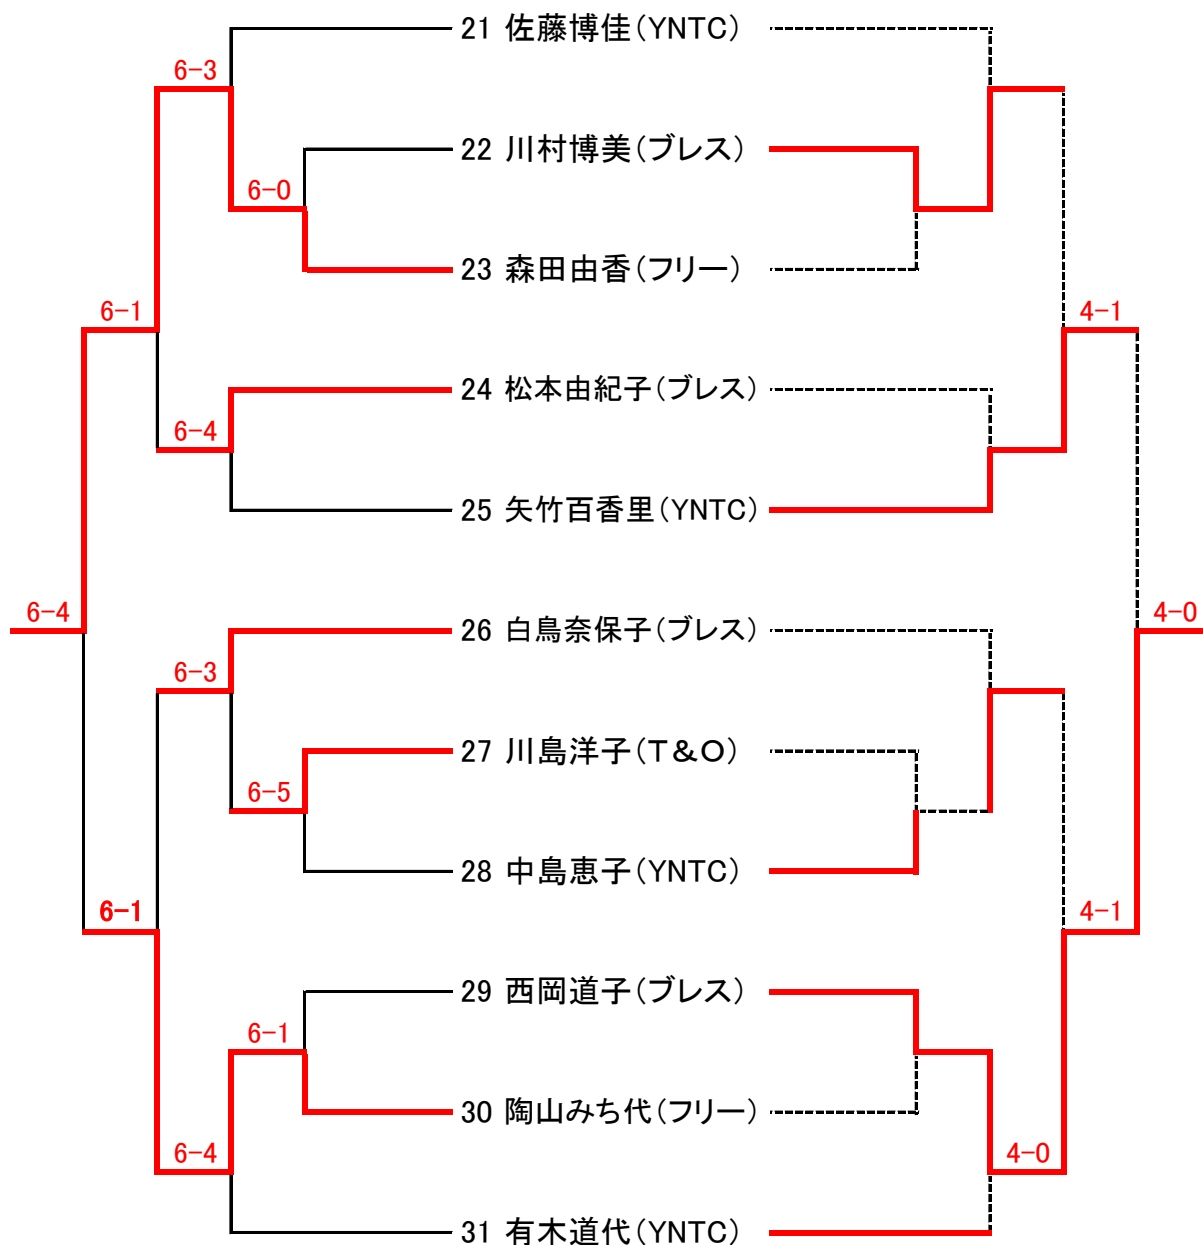 21 佐藤博佳(YNTC)
6-3
22 川村博美(ブレス)
6-0
23 森田由香(フリー)
6-1
4-1
24 松本由紀子(ブレス)
6-4
25 矢竹百香里(YNTC)
6-4
26 白鳥奈保子(ブレス)
4-0
6-3
27 川島洋子(T&O)
6-5
28 中島恵子(YNTC)
6-1
4-1
29 西岡道子(ブレス)
6-1
30 陶山みち代(フリー)
6-4
4-0
31 有木道代(YNTC)